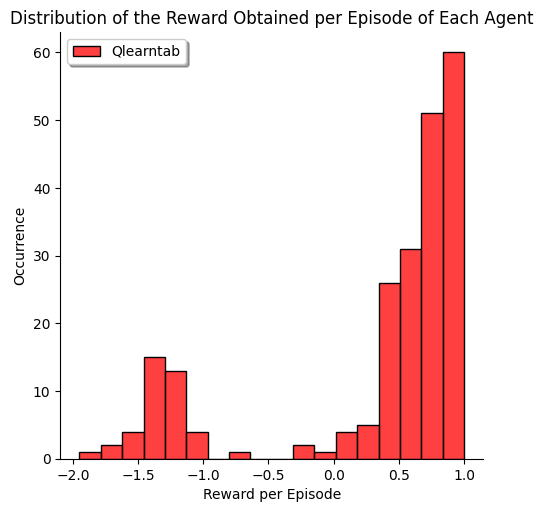 Distribution of the Reward Obtained per Episode of Each Agent
Qlearntab
60
50
40
30
20
10
0
Occurrence
−2.0 −1.5 −1.0 −0.5 0.0 0.5 1.0
Reward per Episode